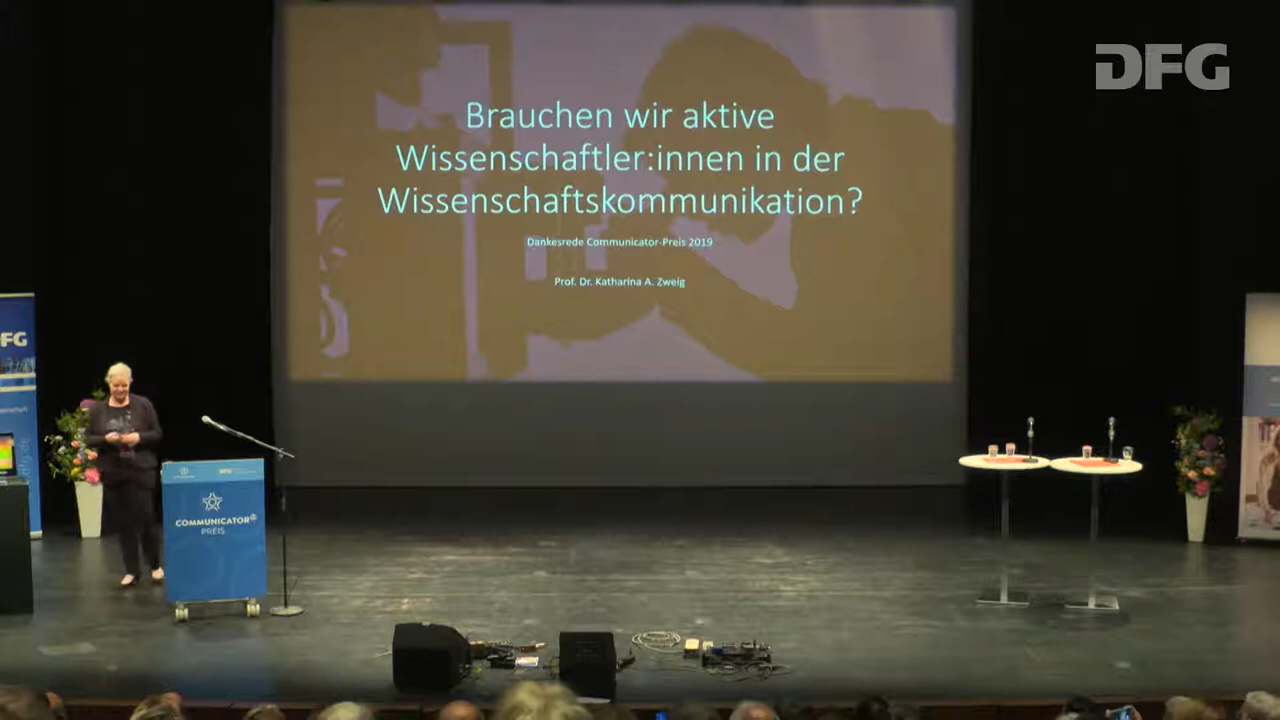 DFG
Brauchen wir aktive
Wissenschaftler:innen in der
Wissenschaftskommunikation?
Dankesrede Communicator-Preis 2019
Prof. Dr. Katharina A. Zweig
FG
DFG
COMMUNICATOR
PREIS